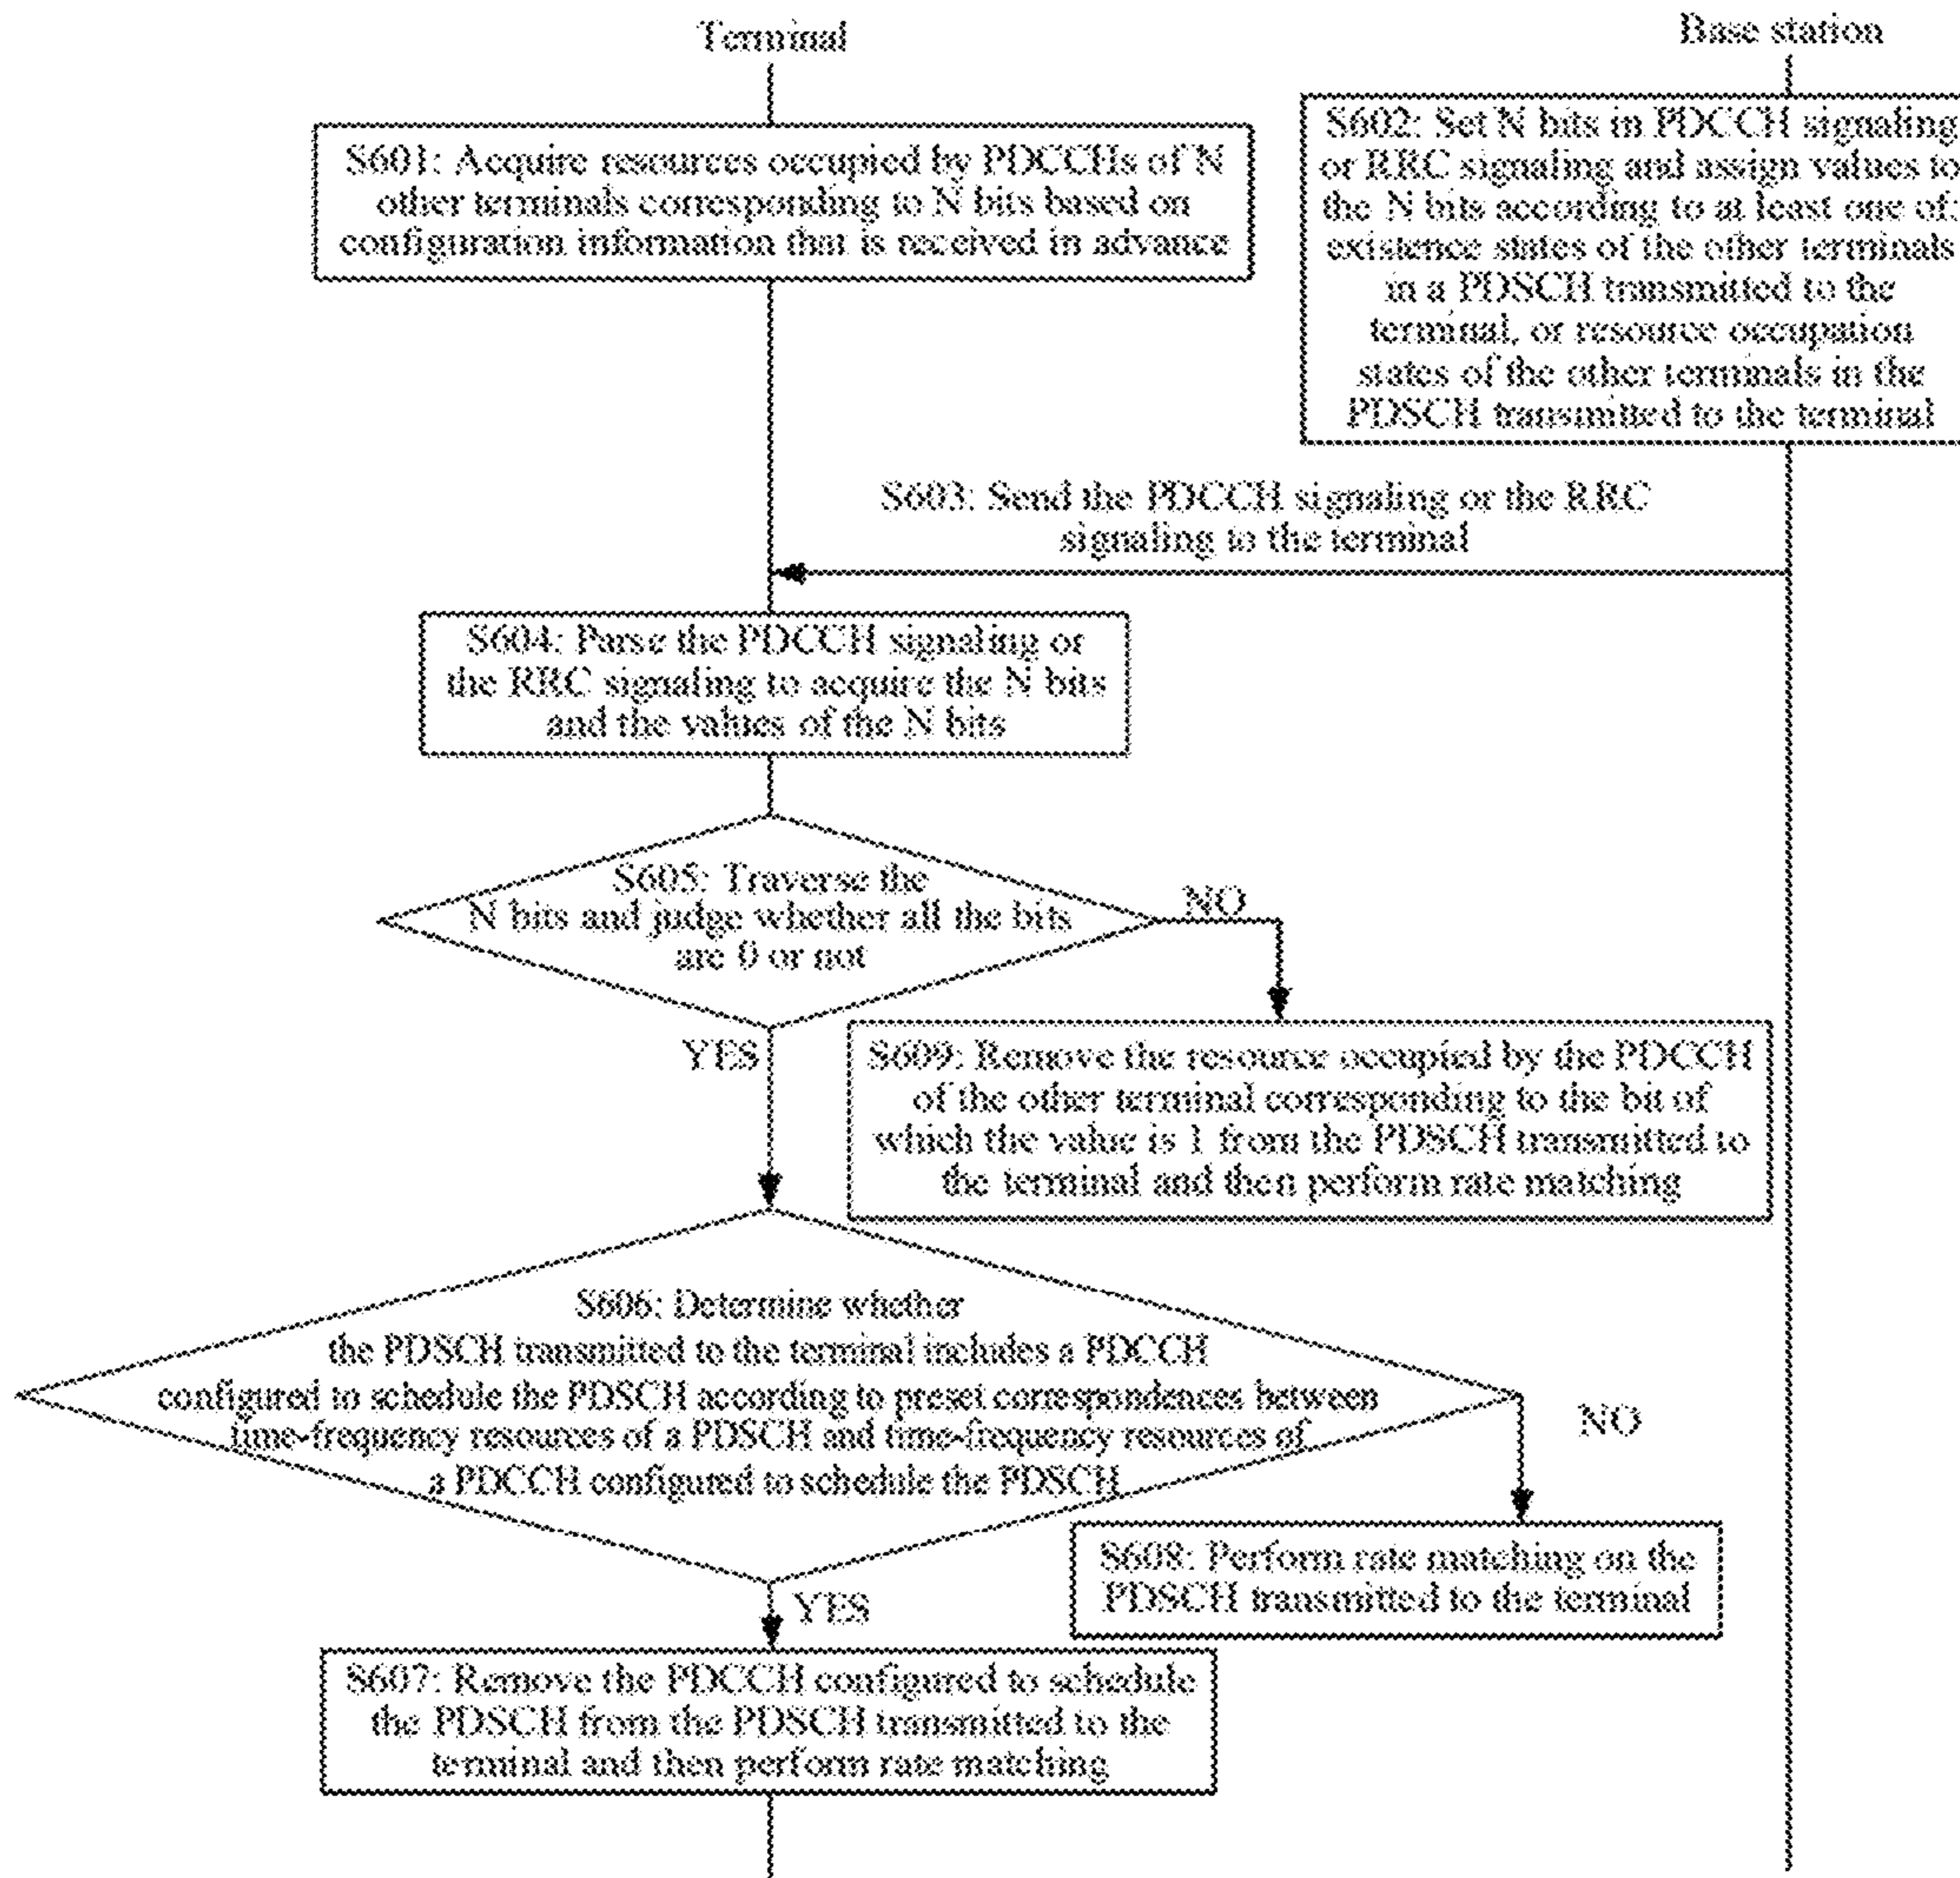 Terminal
Base station
S601: Acquire resources occupied by PDCCHs of N
other terminals corresponding to N bits based on
configuration information that is received in advance
S602: Set N bits in PDCCH signaling
or RRC signaling and assign values to
the N bits according to at least one of:
existence states of the other terminals
in a PDSCH transmitted to the
terminal, or resource occupation
states of the other terminals in the
PDSCH transmitted to the terminal
S603: Send the PDCCH signaling or the RRC
signaling to the terminal
S604: Parse the PDCCH signaling or
the RRC signaling to acquire the N bits
and the values of the N bits
S605: Traverse the
N bits and judge whether all the bits
are 0 or not
NO
YES
S609: Remove the resource occupied by the PDCCH
of the other terminal corresponding to the bit of
which the value is 1 from the PDSCH transmitted to
the terminal and then perform rate matching
S606: Determine whether
the PDSCH transmitted to the terminal includes a PDCCH
configured to schedule the PDSCH according to preset correspondences between
time-frequency resources of a PDSCH and time-frequency resources of
a PDCCH configured to schedule the PDSCH
NO
YES
S608: Perform rate matching on the
PDSCH transmitted to the terminal
S607: Remove the PDCCH configured to schedule
the PDSCH from the PDSCH transmitted to the
terminal and then perform rate matching